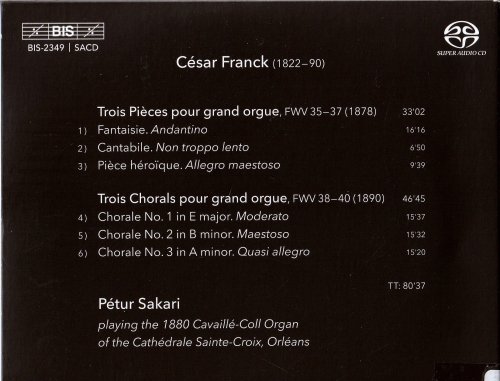 BIS
BIS-2349 | SACD
SUPER AUDIO CD
César Franck (1822–90)
Trois Pièces pour grand orgue, FWV 35–37 (1878) 33'02
1) Fantaisie. Andantino 16'16
2) Cantabile. Non troppo lento 6'50
3) Pièce héroïque. Allegro maestoso 9'39
Trois Chorals pour grand orgue, FWV 38–40 (1890) 46'45
4) Chorale No. 1 in E major. Moderato 15'37
5) Chorale No. 2 in B minor. Maestoso 15'32
6) Chorale No. 3 in A minor. Quasi allegro 15'20
TT: 80'37
Pétur Sakari
playing the 1880 Cavaillé-Coll Organ
of the Cathédrale Sainte-Croix, Orléans